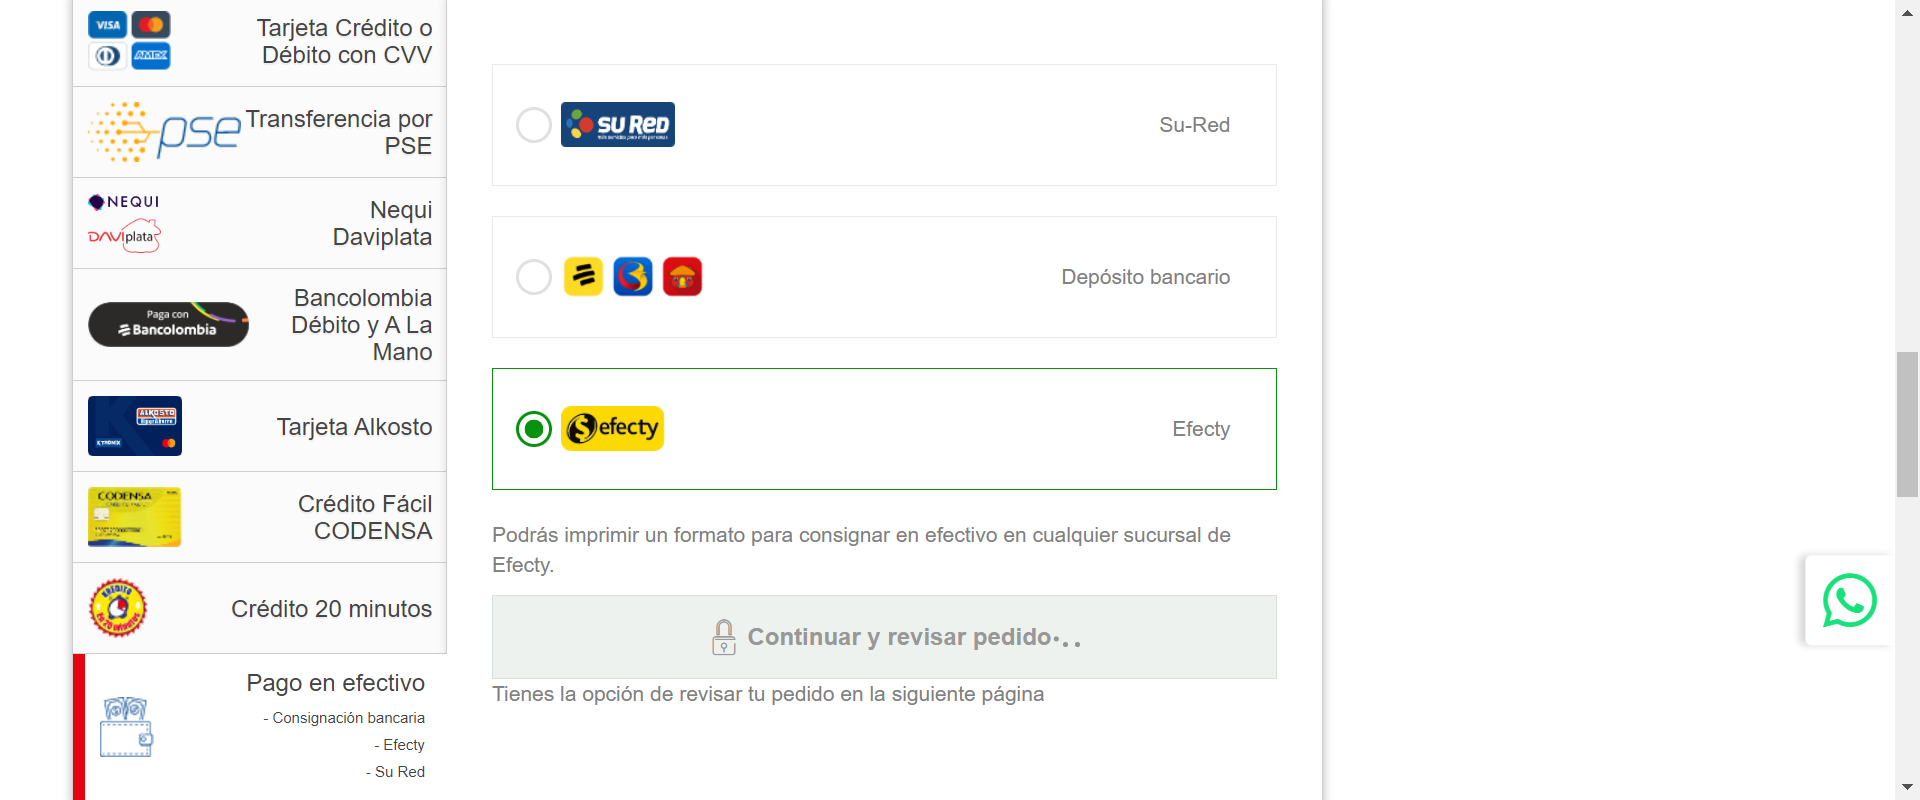 VISA
AMEX
Tarjeta Crédito o
Débito con CVV
pse
Transferencia por
PSE
NEQUI
DAVIplata
Nequi
Daviplata
Paga con
Bancolombia
Bancolombia
Débito y A La
Mano
ALKOSTO
K TRONIX
Tarjeta Alkosto
CODENSA
Crédito Fácil
CODENSA
Crédito 20 minutos
Pago en efectivo
- Consignación bancaria
- Efecty
- Su Red
SU RED
Su-Red
Depósito bancario
efecty
Efecty
Podrás imprimir un formato para consignar en efectivo en cualquier sucursal de
Efecty.
Continuar y revisar pedido...
Tienes la opción de revisar tu pedido en la siguiente página